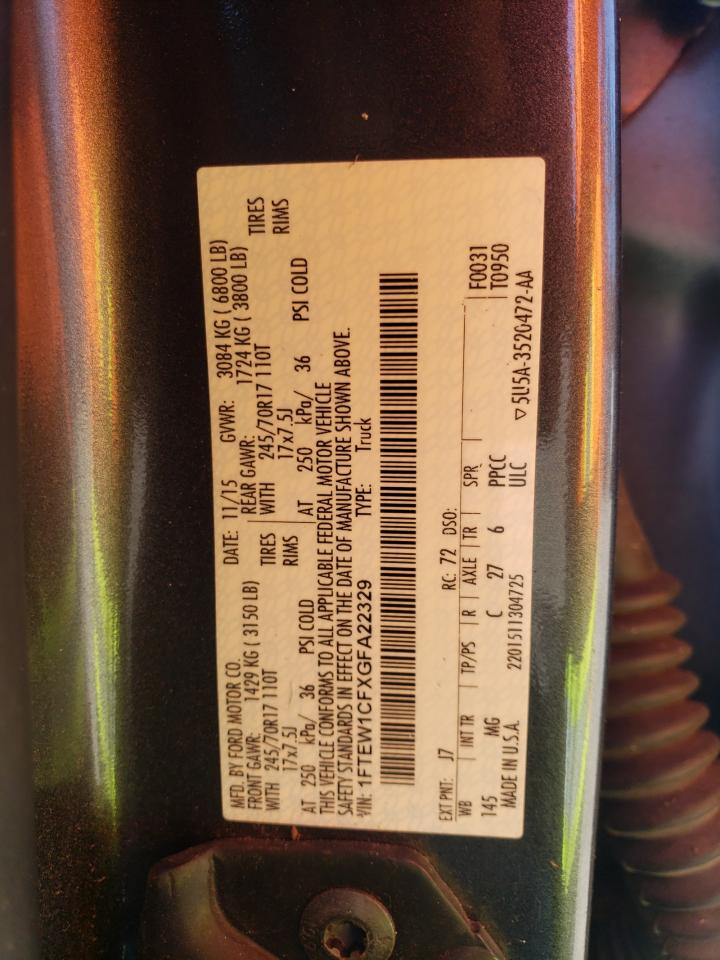 MFD. BY FORD MOTOR CO.
DATE: 11/15 GVWR: 3084 KG ( 6800 LB)
FRONT GAWR: 1429 KG ( 3150 LB) REAR GAWR: 1724 KG ( 3800 LB)
WITH 245/70R17 110T TIRES WITH 245/70R17 110T TIRES
17x7.5J RIMS 17x7.5J RIMS
AT 250 kPa/ 36 PSI COLD AT 250 kPa/ 36 PSI COLD
THIS VEHICLE CONFORMS TO ALL APPLICABLE FEDERAL MOTOR VEHICLE
SAFETY STANDARDS IN EFFECT ON THE DATE OF MANUFACTURE SHOWN ABOVE.
VIN: 1FTEW1CFXGFA22329 TYPE: Truck
EXT PNT: J7 RC: 72 DSO: F0031
WB INT TR TP/PS R AXLE TR SPR T0950
145 MG C 27 6 PPCC
MADE IN U.S.A. 2201511304725 ULC ▽5U5A-3520472-AA